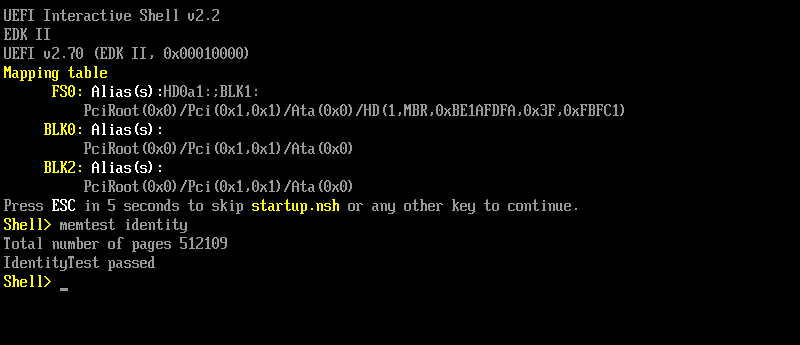 UEFI Interactive Shell v2.2
EDK II
UEFI v2.70 (EDK II, 0x00010000)
Mapping table
FS0: Alias(s):HD0a1:;BLK1:
PciRoot(0x0)/Pci(0x1,0x1)/Ata(0x0)/HD(1,MBR,0xBE1AFDFA,0x3F,0xFBFC1)
BLK0: Alias(s):
PciRoot(0x0)/Pci(0x1,0x1)/Ata(0x0)
BLK2: Alias(s):
PciRoot(0x0)/Pci(0x1,0x1)/Ata(0x0)
Press ESC in 5 seconds to skip startup.nsh or any other key to continue.
Shell> memtest identity
Total number of pages 512109
IdentityTest passed
Shell> _